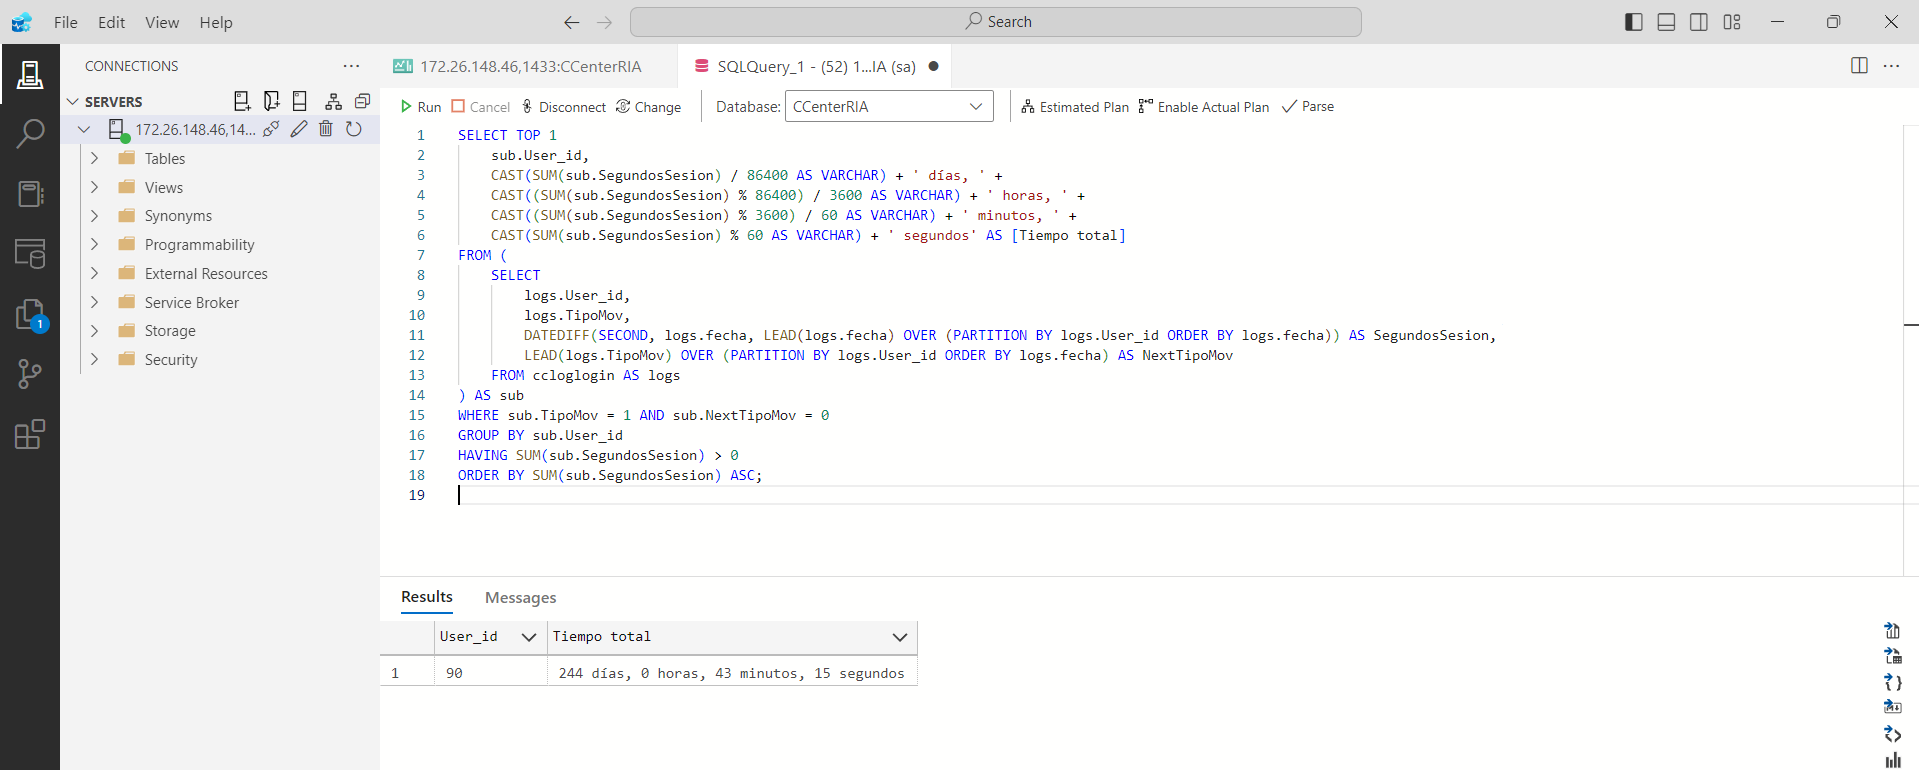 File Edit View Help Search
CONNECTIONS
172.26.148.46,1433:CCenterRIA
SQLQuery_1 - (52) 1...IA (sa)
SERVERS
172.26.148.46,14...
Tables
Views
Synonyms
Programmability
External Resources
Service Broker
Storage
Security
1
Run Cancel Disconnect Change Database: CCenterRIA Estimated Plan Enable Actual Plan Parse
1 SELECT TOP 1
2 sub.User_id,
3 CAST(SUM(sub.SegundosSesion) / 86400 AS VARCHAR) + ' días, ' +
4 CAST((SUM(sub.SegundosSesion) % 86400) / 3600 AS VARCHAR) + ' horas, ' +
5 CAST((SUM(sub.SegundosSesion) % 3600) / 60 AS VARCHAR) + ' minutos, ' +
6 CAST(SUM(sub.SegundosSesion) % 60 AS VARCHAR) + ' segundos' AS [Tiempo total]
7 FROM (
8 SELECT
9 logs.User_id,
10 logs.TipoMov,
11 DATEDIFF(SECOND, logs.fecha, LEAD(logs.fecha) OVER (PARTITION BY logs.User_id ORDER BY logs.fecha)) AS SegundosSesion,
12 LEAD(logs.TipoMov) OVER (PARTITION BY logs.User_id ORDER BY logs.fecha) AS NextTipoMov
13 FROM ccloglogin AS logs
14 ) AS sub
15 WHERE sub.TipoMov = 1 AND sub.NextTipoMov = 0
16 GROUP BY sub.User_id
17 HAVING SUM(sub.SegundosSesion) > 0
18 ORDER BY SUM(sub.SegundosSesion) ASC;
19
Results Messages
User_id Tiempo total
1 90 244 días, 0 horas, 43 minutos, 15 segundos